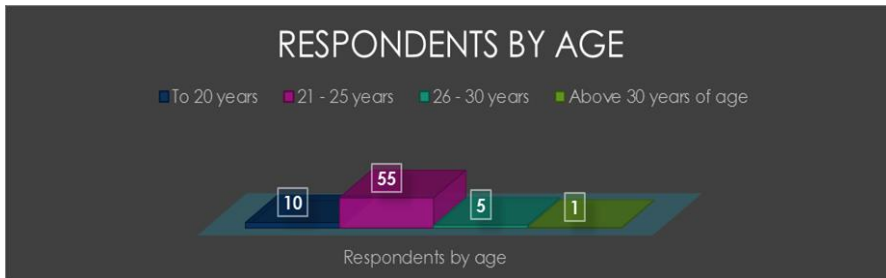 RESPONDENTS BY AGE
To 20 years 21 - 25 years 26 - 30 years Above 30 years of age
10 55 5 1
Respondents by age